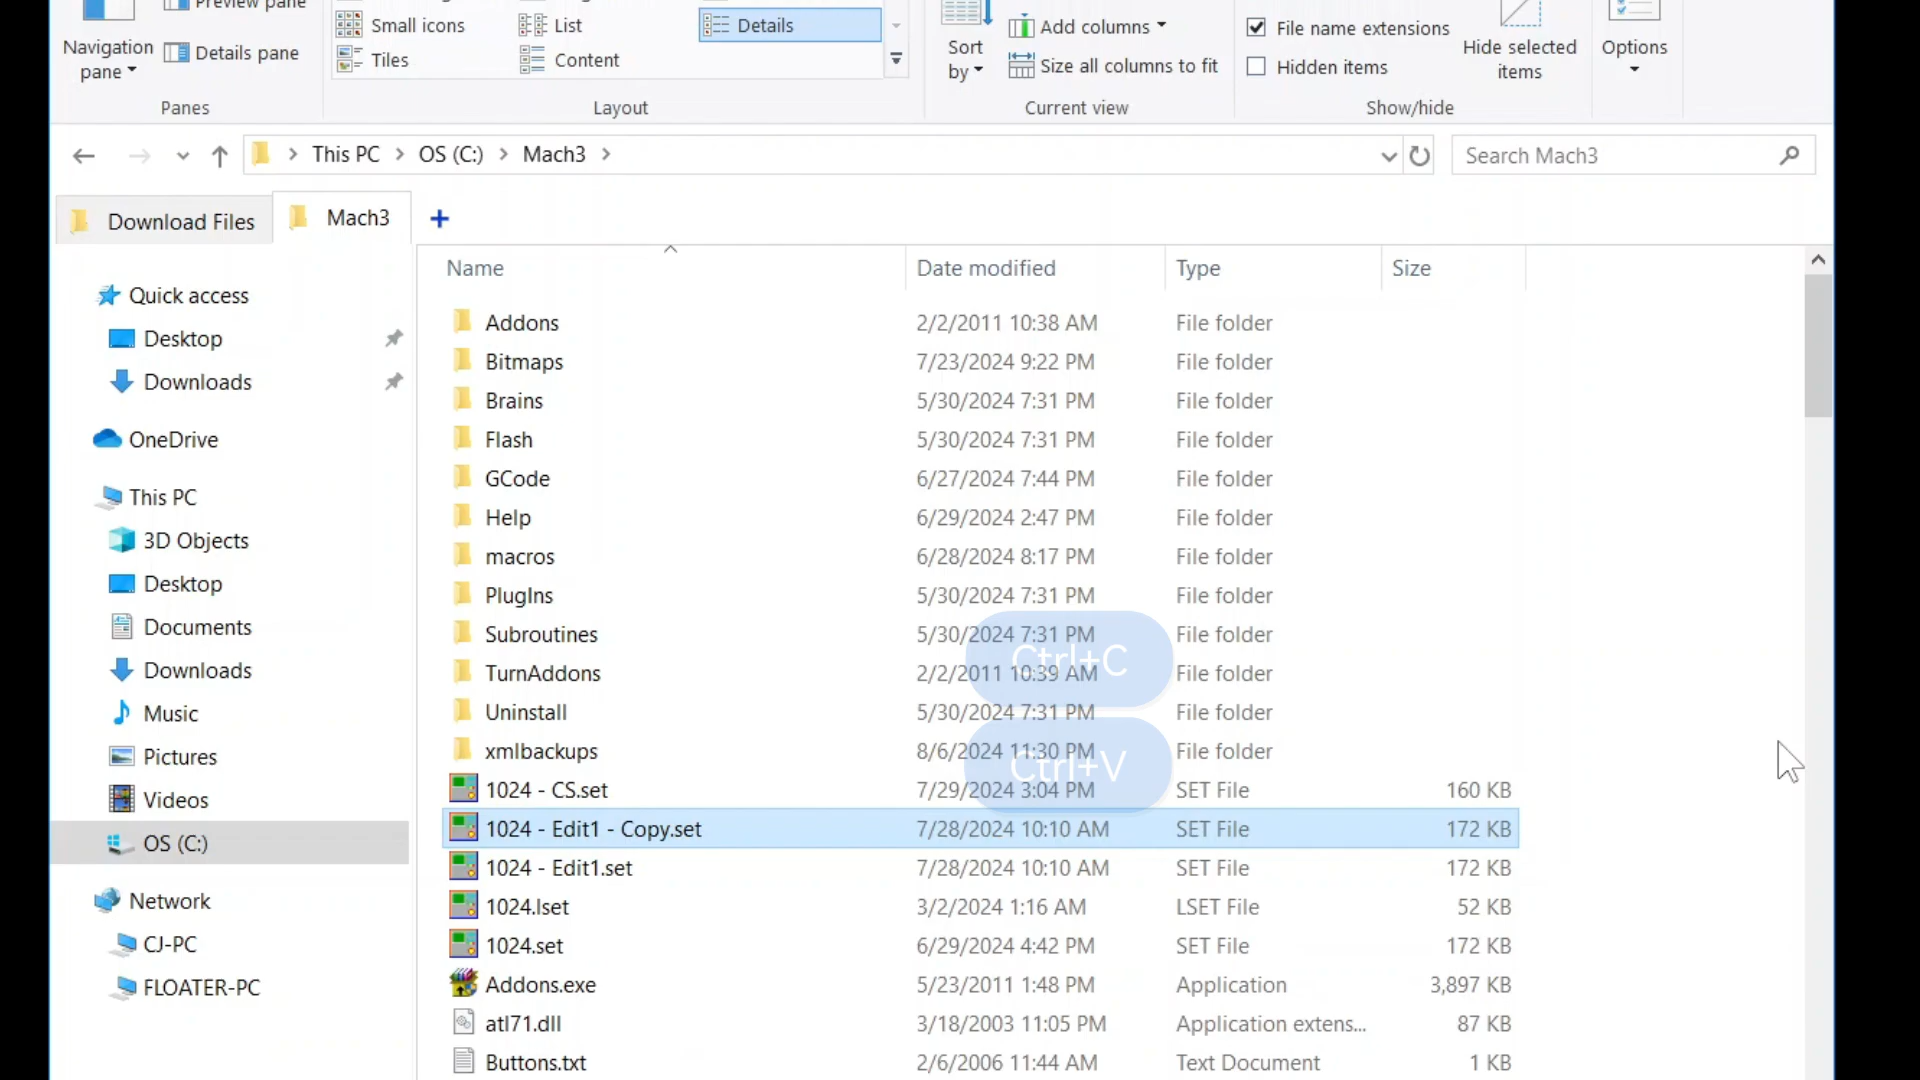 Preview pane
Navigation pane
Details pane
Panes
Small icons
List
Details
Tiles
Content
Layout
Sort by
Add columns
Size all columns to fit
Current view
File name extensions
Hidden items
Hide selected items
Show/hide
Options
This PC > OS (C:) > Mach3 >
Search Mach3
Download Files
Mach3
Quick access
Desktop
Downloads
OneDrive
This PC
3D Objects
Desktop
Documents
Downloads
Music
Pictures
Videos
OS (C:)
Network
CJ-PC
FLOATER-PC
Name Date modified Type Size
Addons 2/2/2011 10:38 AM File folder
Bitmaps 7/23/2024 9:22 PM File folder
Brains 5/30/2024 7:31 PM File folder
Flash 5/30/2024 7:31 PM File folder
GCode 6/27/2024 7:44 PM File folder
Help 6/29/2024 2:47 PM File folder
macros 6/28/2024 8:17 PM File folder
PlugIns 5/30/2024 7:31 PM File folder
Subroutines 5/30/2024 7:31 PM File folder
TurnAddons 2/2/2011 10:39 AM File folder
Uninstall 5/30/2024 7:31 PM File folder
xmlbackups 8/6/2024 11:30 PM File folder
1024 - CS.set 7/29/2024 3:04 PM SET File 160 KB
1024 - Edit1 - Copy.set 7/28/2024 10:10 AM SET File 172 KB
1024 - Edit1.set 7/28/2024 10:10 AM SET File 172 KB
1024.lset 3/2/2024 1:16 AM LSET File 52 KB
1024.set 6/29/2024 4:42 PM SET File 172 KB
Addons.exe 5/23/2011 1:48 PM Application 3,897 KB
atl71.dll 3/18/2003 11:05 PM Application extens... 87 KB
Buttons.txt 2/6/2006 11:44 AM Text Document 1 KB
Ctrl+C
Ctrl+V